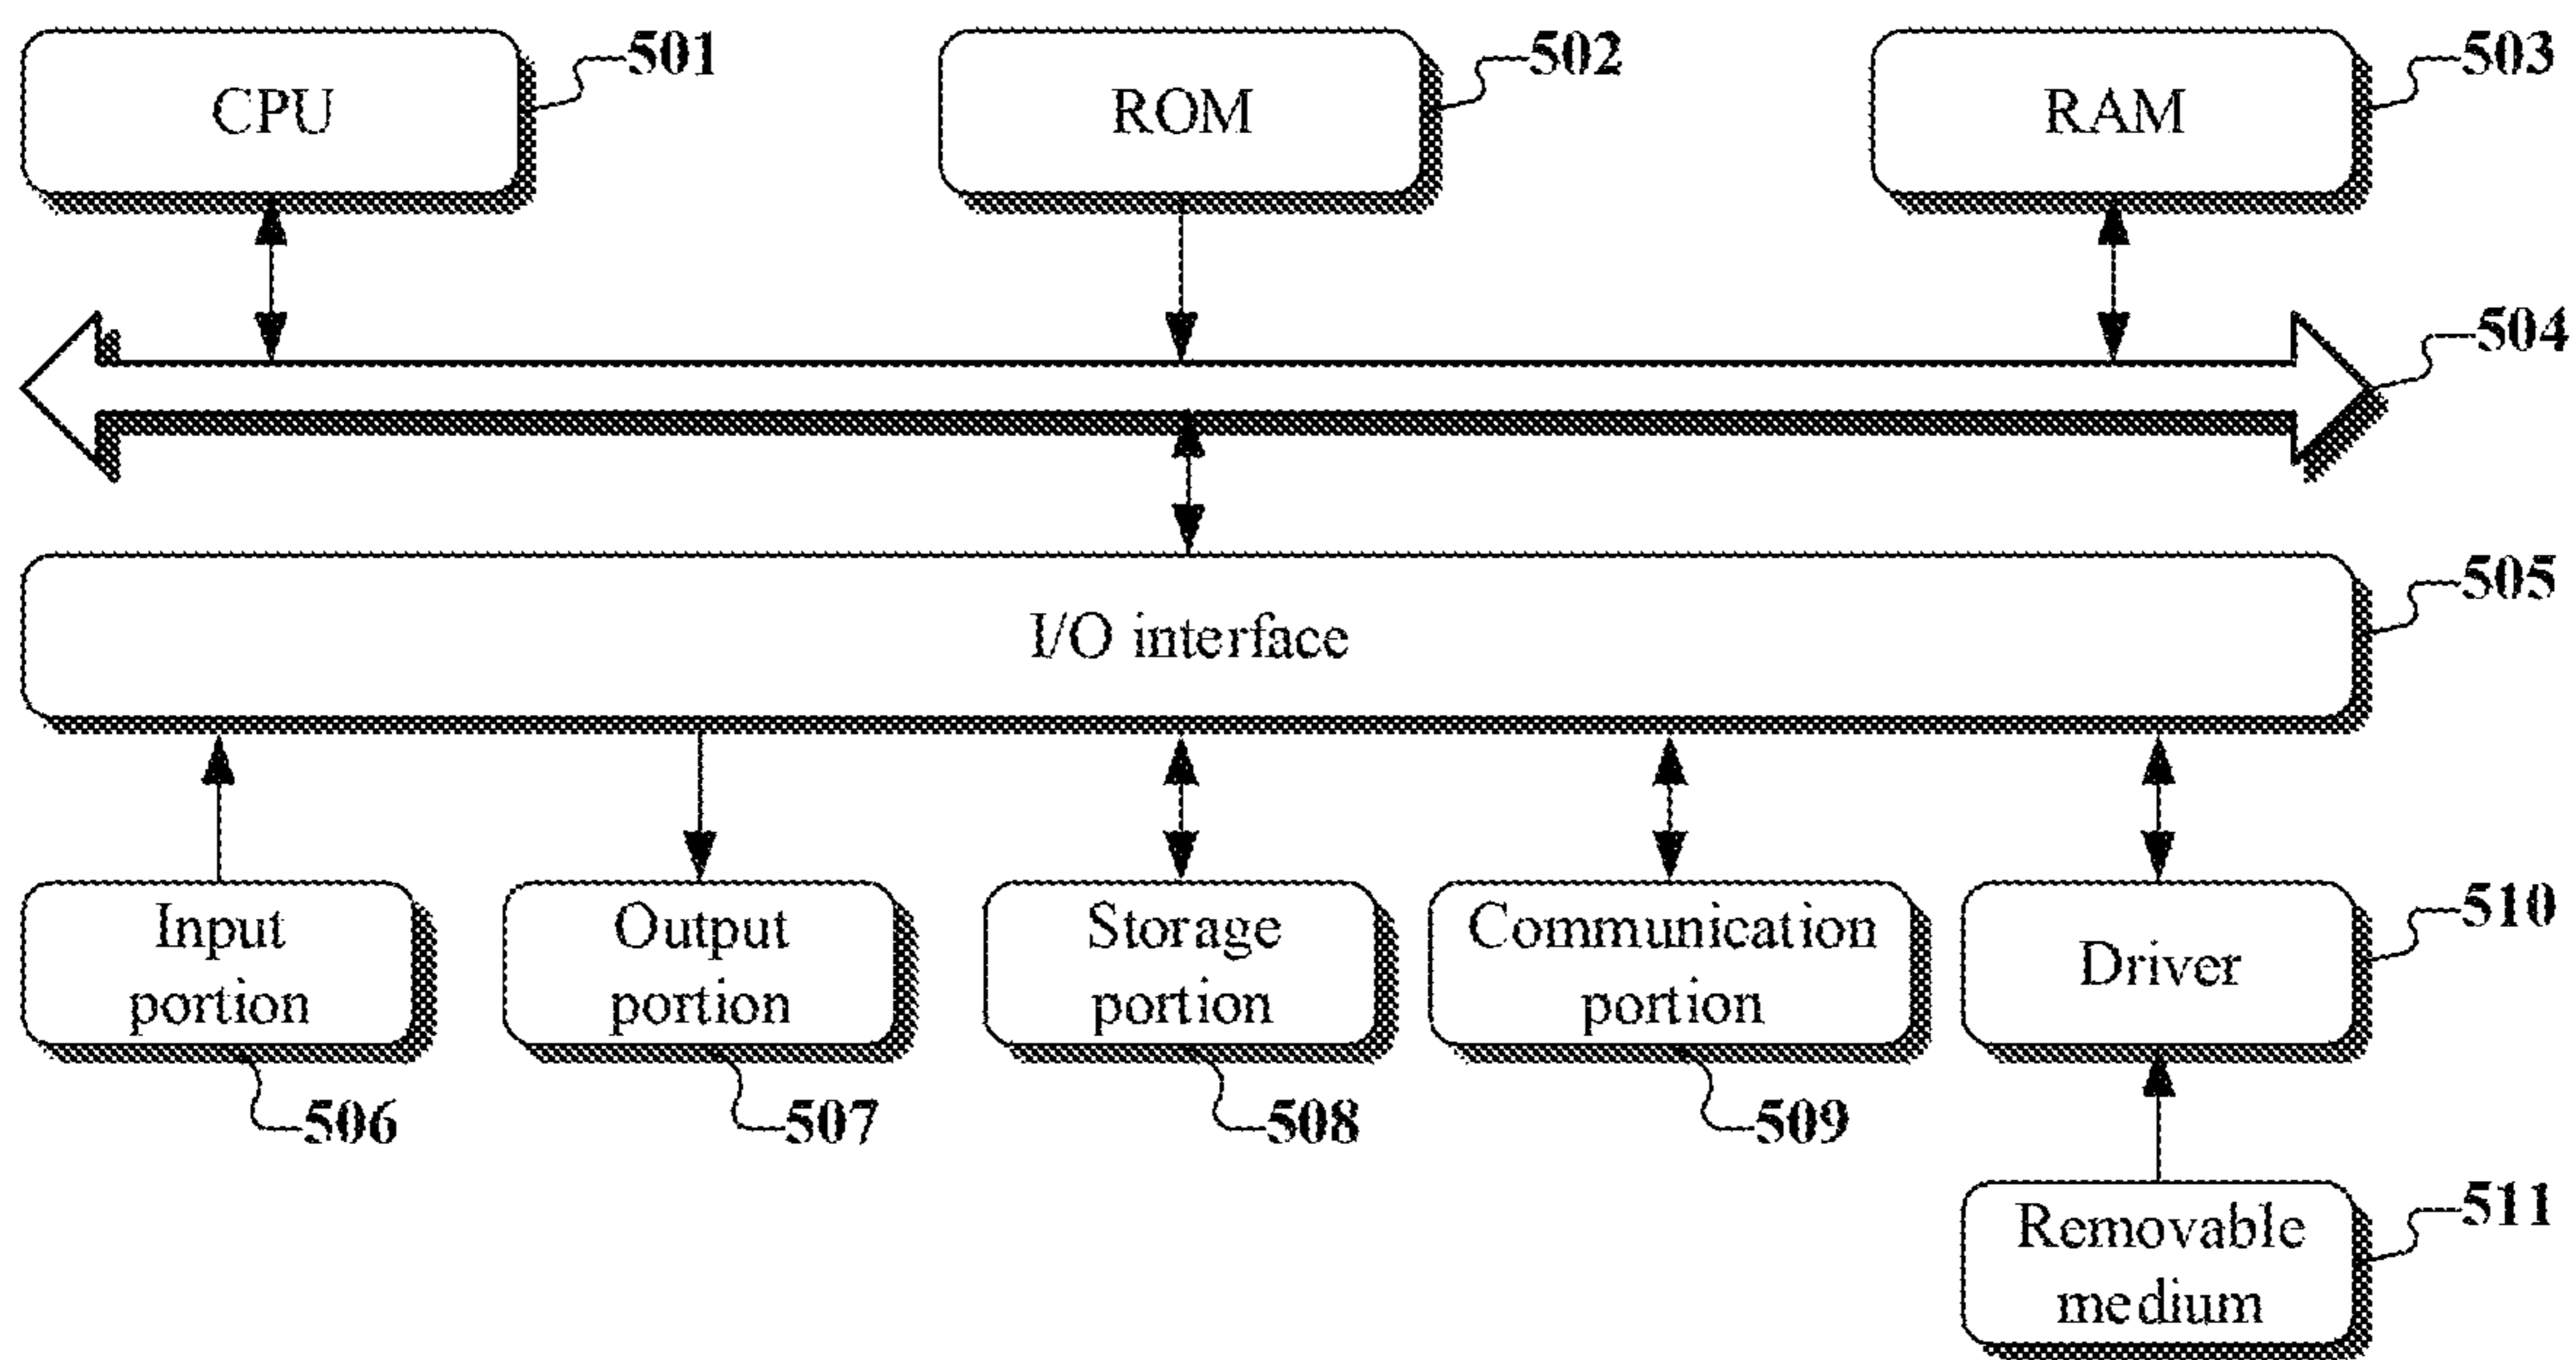 CPU
501
ROM
502
RAM
503
504
I/O interface
505
Input
portion
506
Output
portion
507
Storage
portion
508
Communication
portion
509
Driver
510
Removable
medium
511